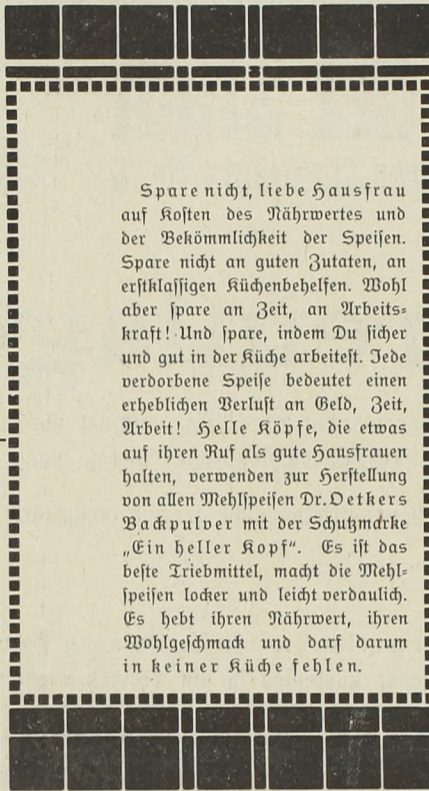 Spare nicht, liebe Hausfrau
auf Kosten des Nährwertes und
der Bekömmlichkeit der Speisen.
Spare nicht an guten Zutaten, an
erstklassigen Küchenbehelfen. Wohl
aber spare an Zeit, an Arbeits-
kraft! Und spare, indem Du sicher
und gut in der Küche arbeitest. Jede
verdorbene Speise bedeutet einen
erheblichen Verlust an Geld, Zeit,
Arbeit! Helle Köpfe, die etwas
auf ihren Ruf als gute Hausfrauen
halten, verwenden zur Herstellung
von allen Mehlspeisen Dr. Oetkers
Backpulver mit der Schutzmarke
„Ein heller Kopf“. Es ist das
beste Triebmittel, macht die Mehl-
speisen locker und leicht verdaulich.
Es hebt ihren Nährwert, ihren
Wohlgeschmack und darf darum
in keiner Küche fehlen.